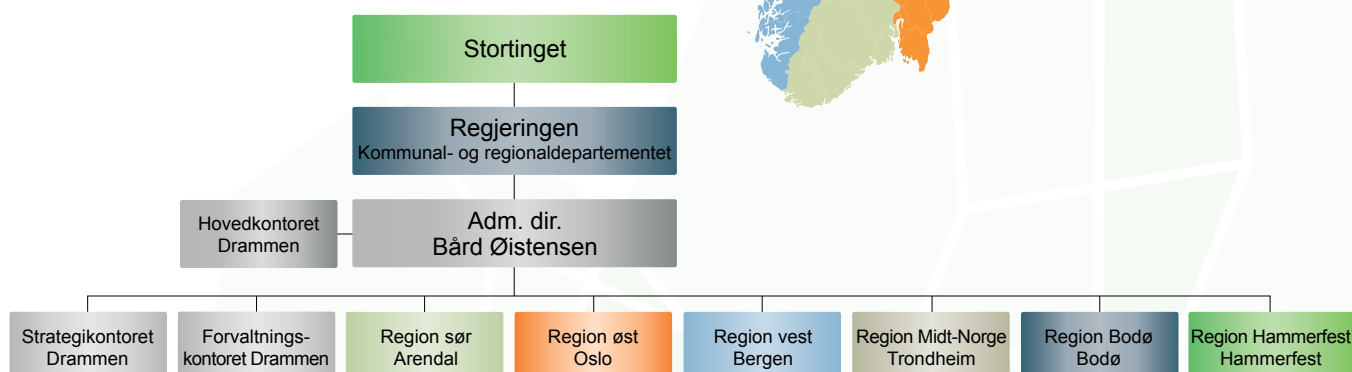 Stortinget
Regjeringen
Kommunal- og regionaldepartementet
Hovedkontoret
Drammen
Adm. dir.
Bård Øistensen
Strategikontoret
Drammen
Forvaltnings-
kontoret Drammen
Region sør
Arendal
Region øst
Oslo
Region vest
Bergen
Region Midt-Norge
Trondheim
Region Bodø
Bodø
Region Hammerfest
Hammerfest